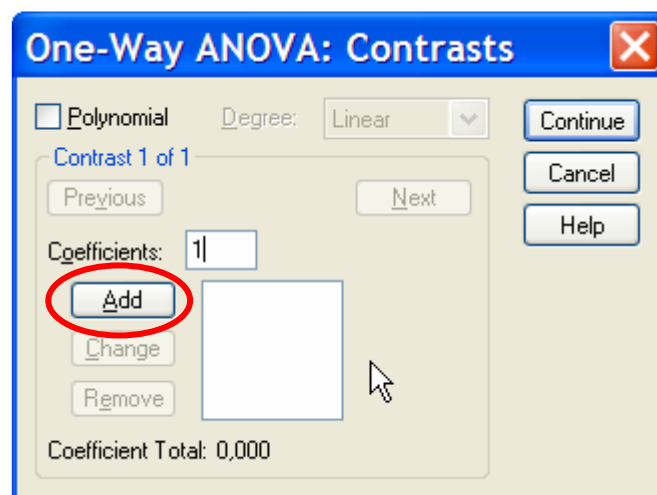 One-Way ANOVA: Contrasts
Polynomial Degree: Linear Continue
Contrast 1 of 1
Cancel
Previous Next
Help
Coefficients: 1
Add
Change
Remove
Coefficient Total: 0,000